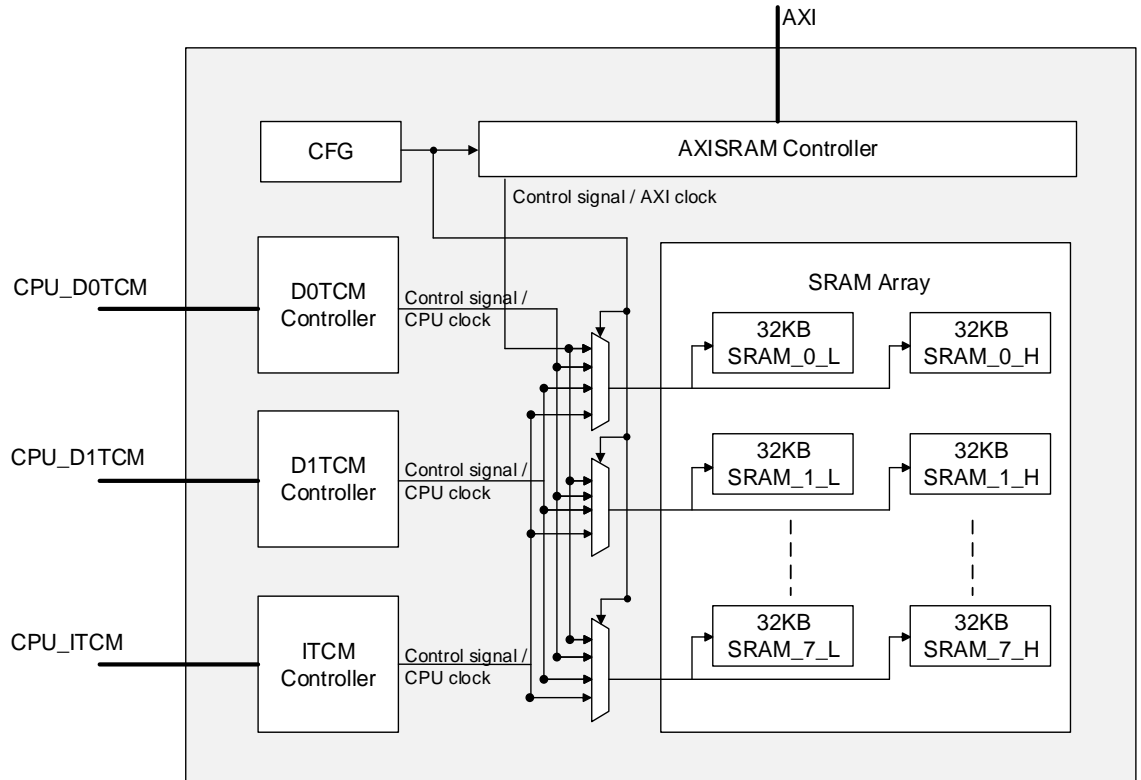 AXI
CFG
AXISRAM Controller
Control signal / AXI clock
CPU_D0TCM
D0TCM
Controller
Control signal /
CPU clock
SRAM Array
32KB
SRAM_0_L
32KB
SRAM_0_H
CPU_D1TCM
D1TCM
Controller
Control signal /
CPU clock
32KB
SRAM_1_L
32KB
SRAM_1_H
CPU_ITCM
ITCM
Controller
Control signal /
CPU clock
32KB
SRAM_7_L
32KB
SRAM_7_H